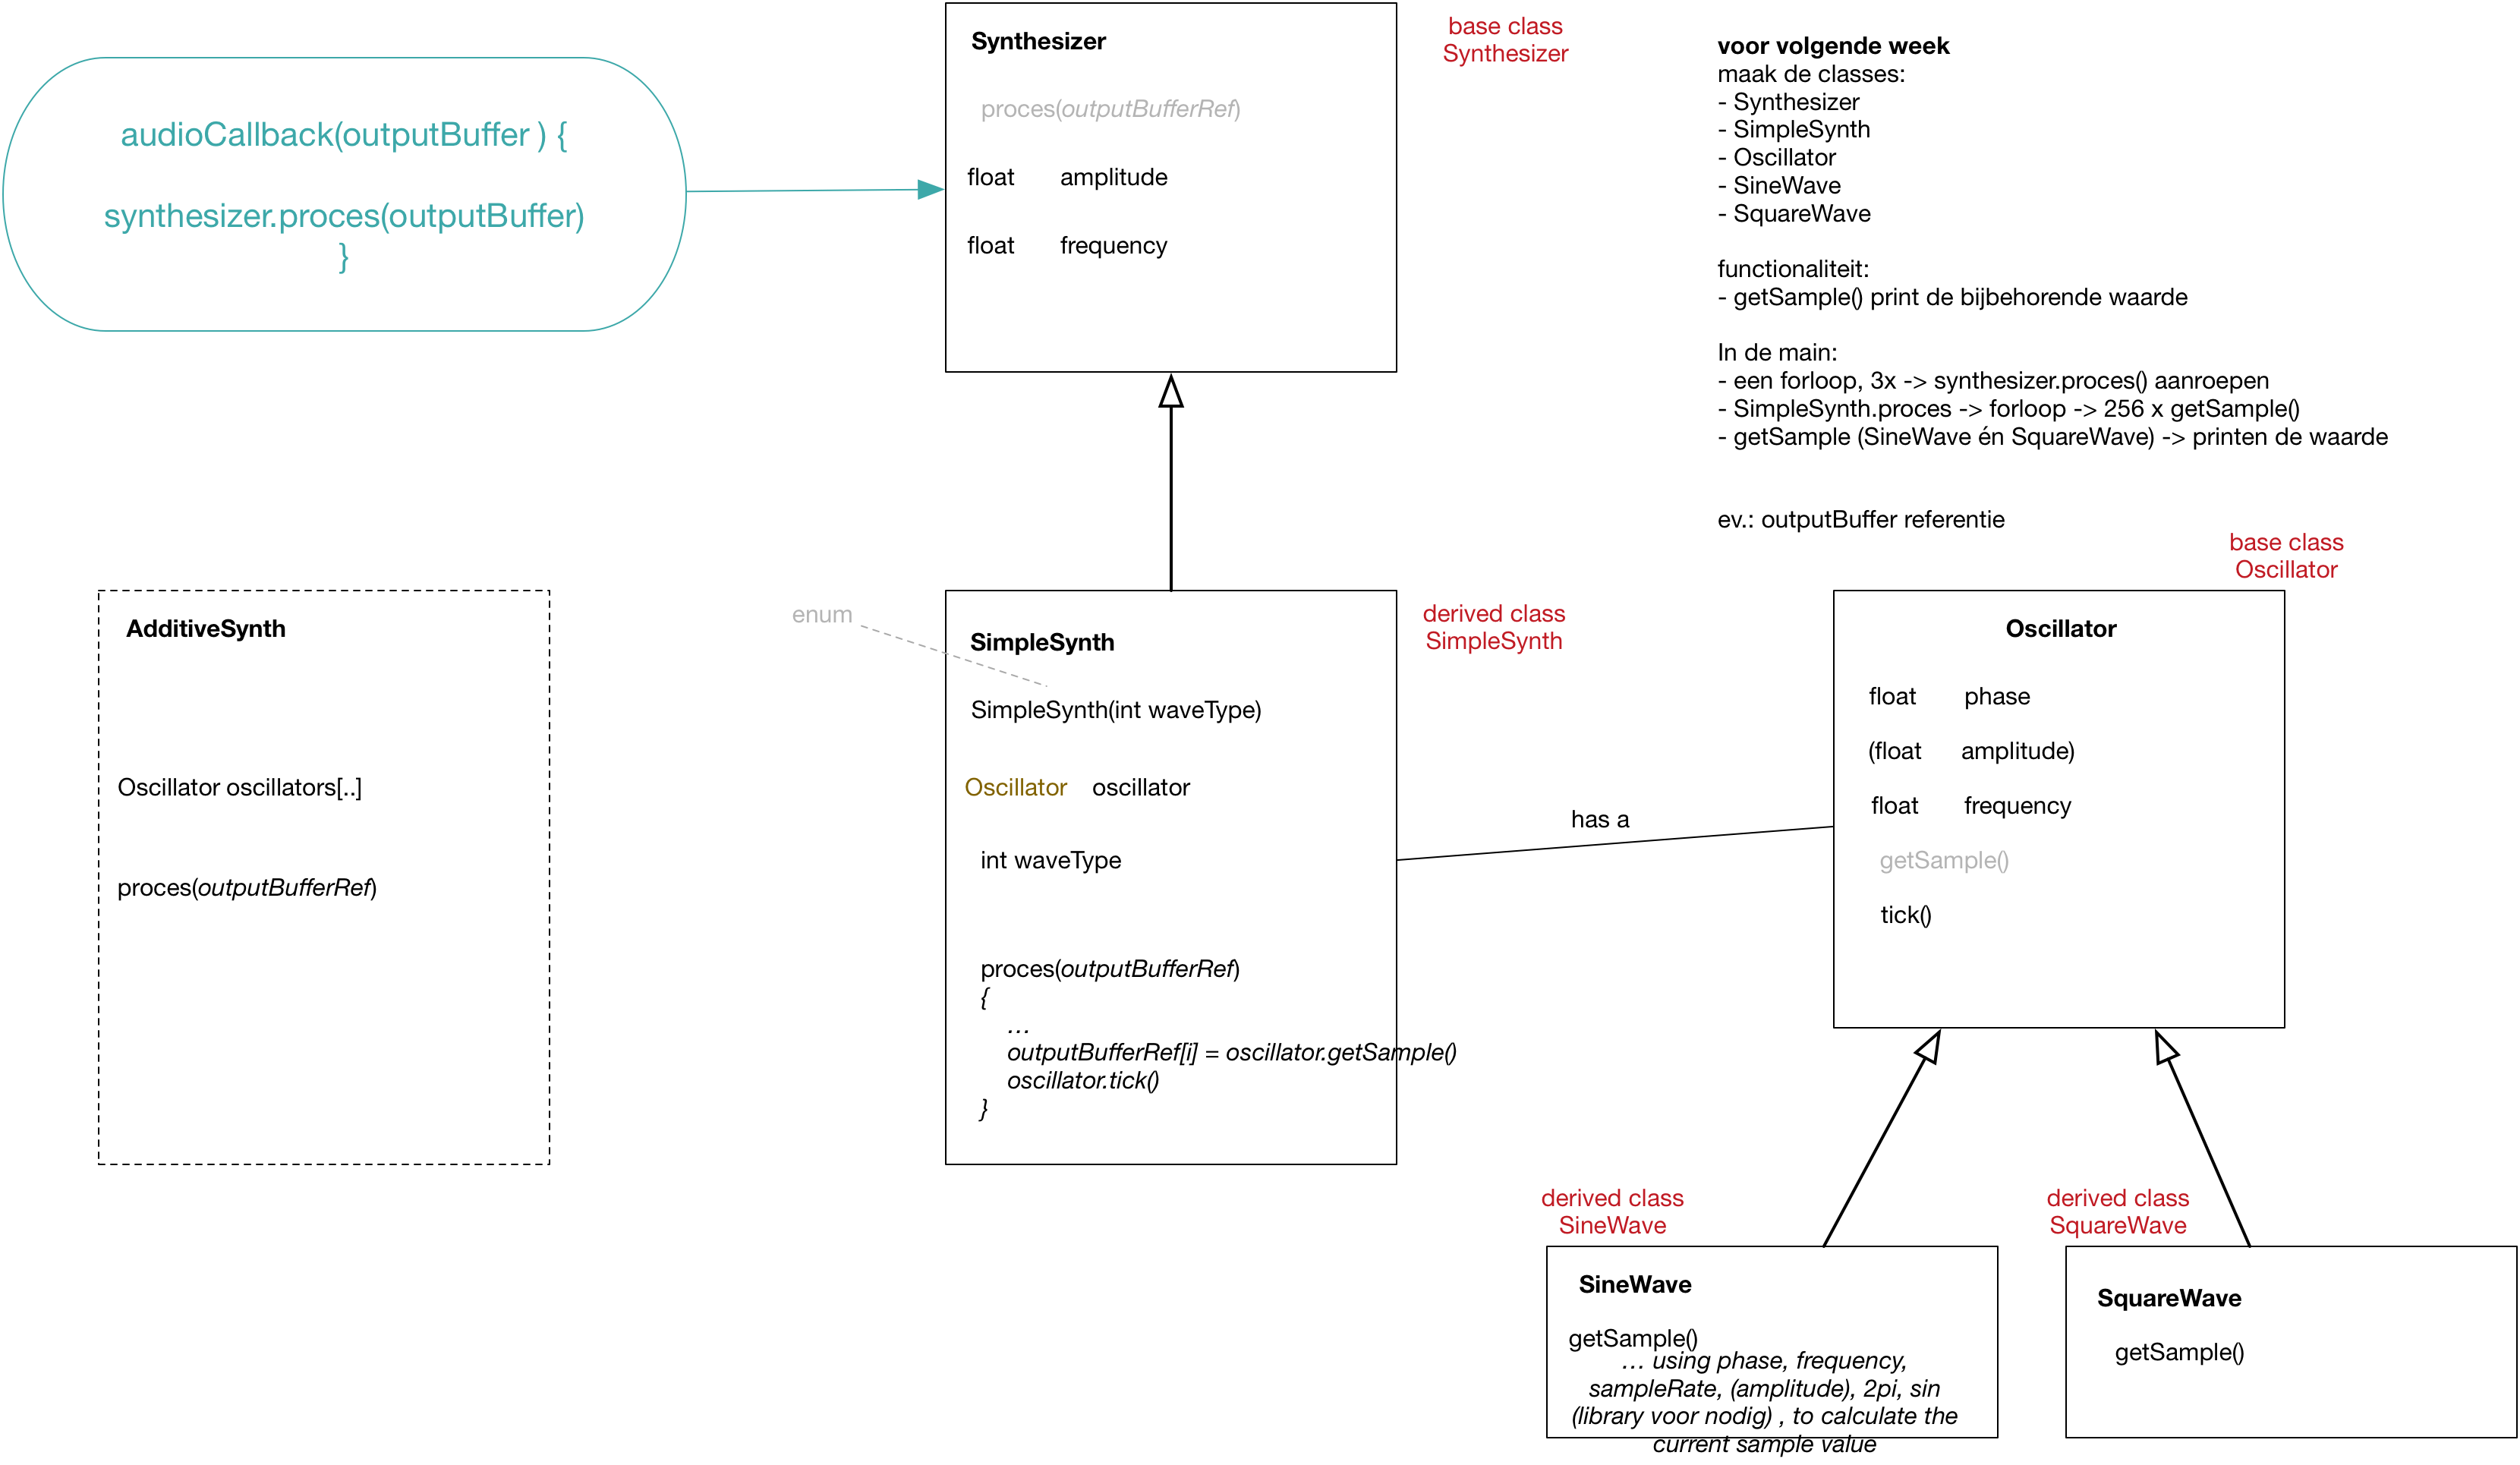 audioCallback(outputBuffer ) {
synthesizer.proces(outputBuffer)
}
Synthesizer
proces(outputBufferRef)
float amplitude
float frequency
base class
Synthesizer
voor volgende week
maak de classes:
- Synthesizer
- SimpleSynth
- Oscillator
- SineWave
- SquareWave
functionaliteit:
- getSample() print de bijbehorende waarde
In de main:
- een forloop, 3x -> synthesizer.proces() aanroepen
- SimpleSynth.proces -> forloop -> 256 x getSample()
- getSample (SineWave én SquareWave) -> printen de waarde
ev.: outputBuffer referentie
AdditiveSynth
Oscillator oscillators[..]
proces(outputBufferRef)
enum
SimpleSynth
SimpleSynth(int waveType)
Oscillator oscillator
int waveType
proces(outputBufferRef)
{
...
outputBufferRef[i] = oscillator.getSample()
oscillator.tick()
}
derived class
SimpleSynth
has a
base class
Oscillator
Oscillator
float phase
(float amplitude)
float frequency
getSample()
tick()
derived class
SineWave
SineWave
getSample()
... using phase, frequency,
sampleRate, (amplitude), 2pi, sin
(library voor nodig) , to calculate the
current sample value
derived class
SquareWave
SquareWave
getSample()